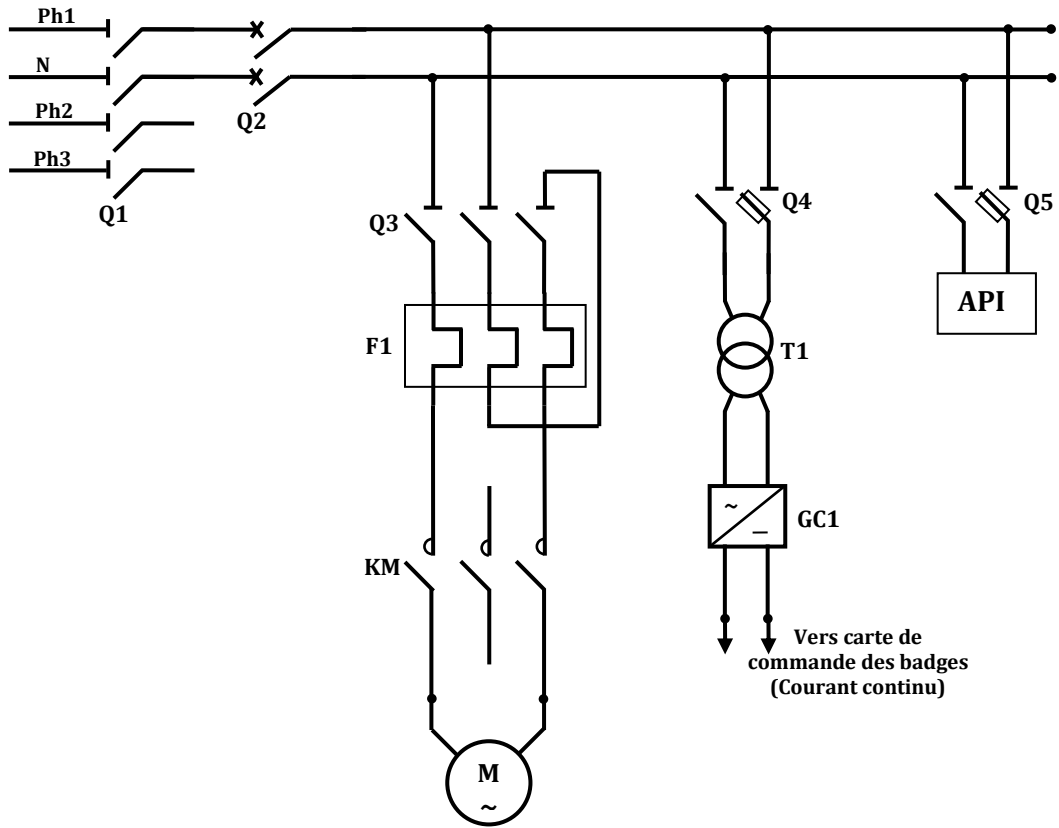 Ph1
N
Ph2
Ph3
Q1
Q2
Q3
Q4
Q5
API
F1
T1
~
GC1
KM
Vers carte de
commande des badges
(Courant continu)
M
~